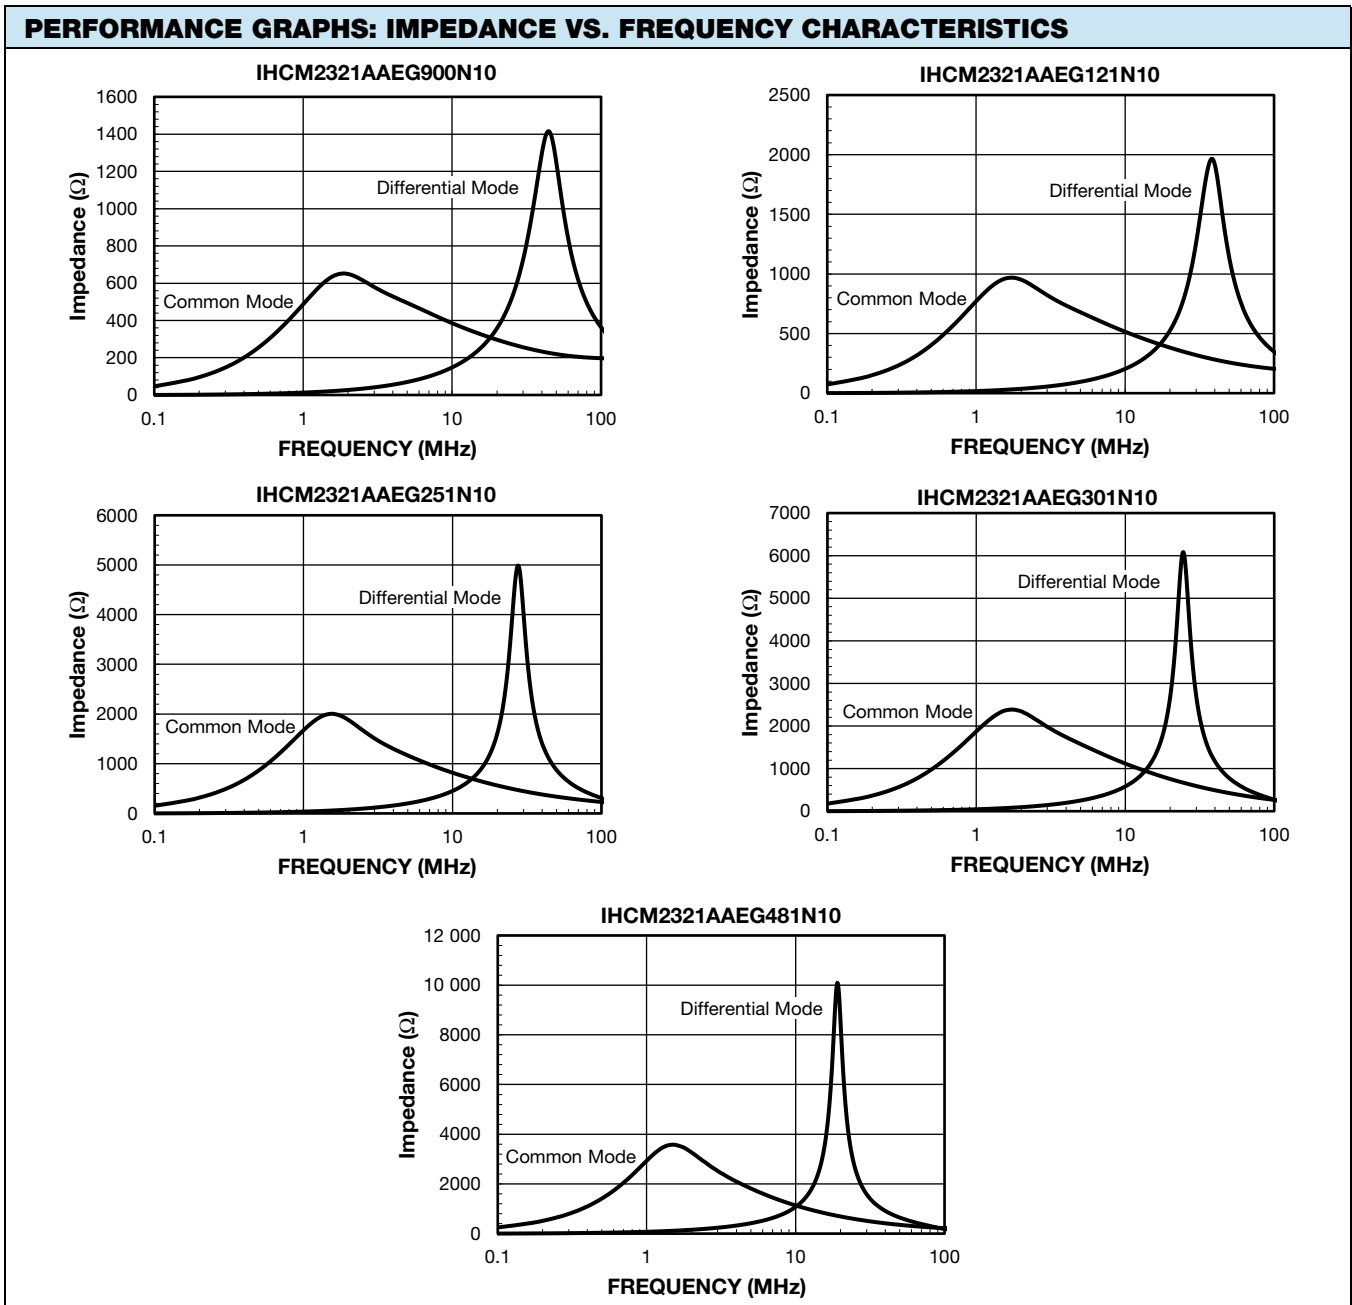 PERFORMANCE GRAPHS: IMPEDANCE VS. FREQUENCY CHARACTERISTICS
IHCM2321AAEG900N10
Impedance (Ω)
1600
1400
1200
1000
800
600
400
200
0
Differential Mode
Common Mode
0.1 1 10 100
FREQUENCY (MHz)
IHCM2321AAEG121N10
Impedance (Ω)
2500
2000
1500
1000
500
0
Differential Mode
Common Mode
0.1 1 10 100
FREQUENCY (MHz)
IHCM2321AAEG251N10
Impedance (Ω)
6000
5000
4000
3000
2000
1000
0
Differential Mode
Common Mode
0.1 1 10 100
FREQUENCY (MHz)
IHCM2321AAEG301N10
Impedance (Ω)
7000
6000
5000
4000
3000
2000
1000
0
Differential Mode
Common Mode
0.1 1 10 100
FREQUENCY (MHz)
IHCM2321AAEG481N10
Impedance (Ω)
12 000
10 000
8000
6000
4000
2000
0
Differential Mode
Common Mode
0.1 1 10 100
FREQUENCY (MHz)